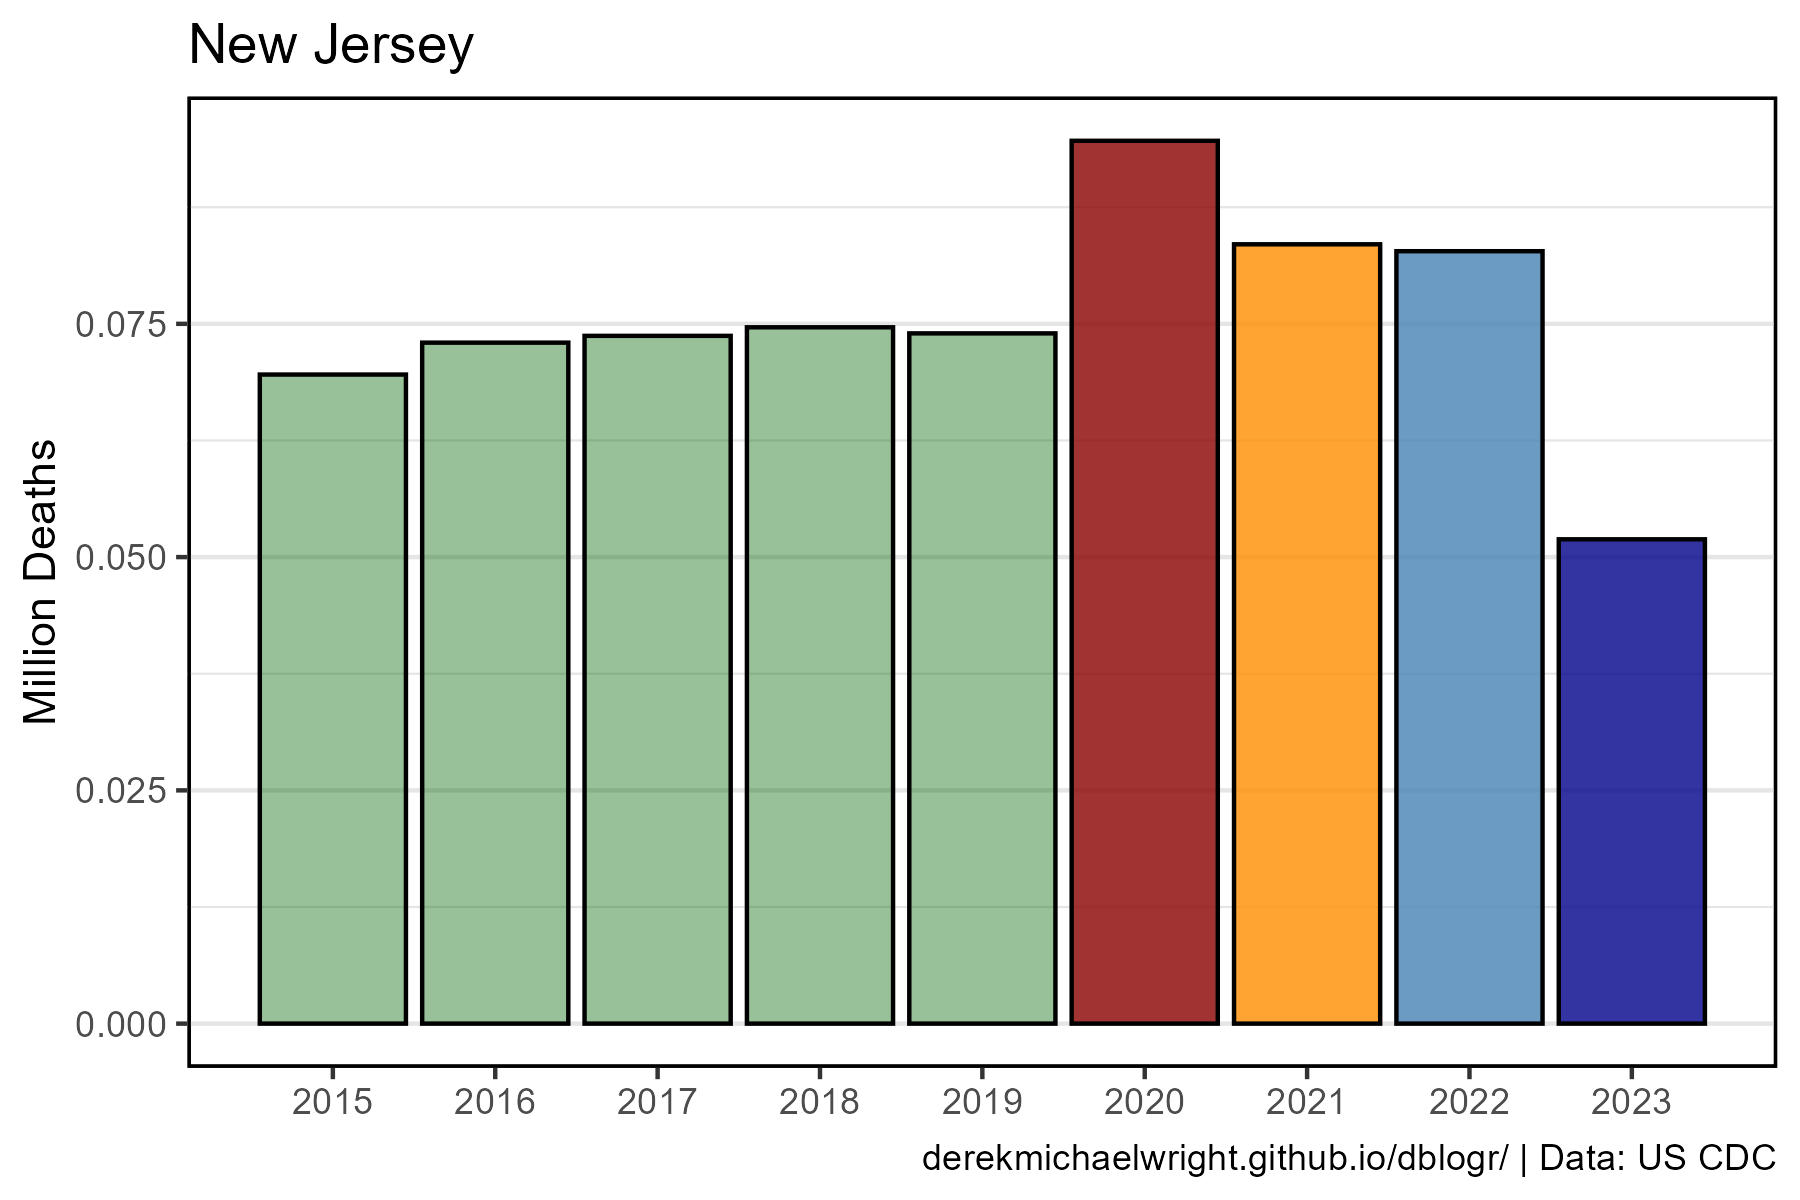 New Jersey
Million Deaths
0.075
0.050
0.025
0.000
2015 2016 2017 2018 2019 2020 2021 2022 2023
derekmichaelwright.github.io/dblogr/ | Data: US CDC